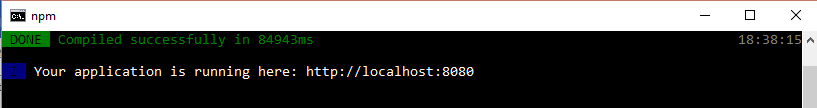 npm
DONE Compiled successfully in 84943ms 18:38:15
Your application is running here: http://localhost:8080